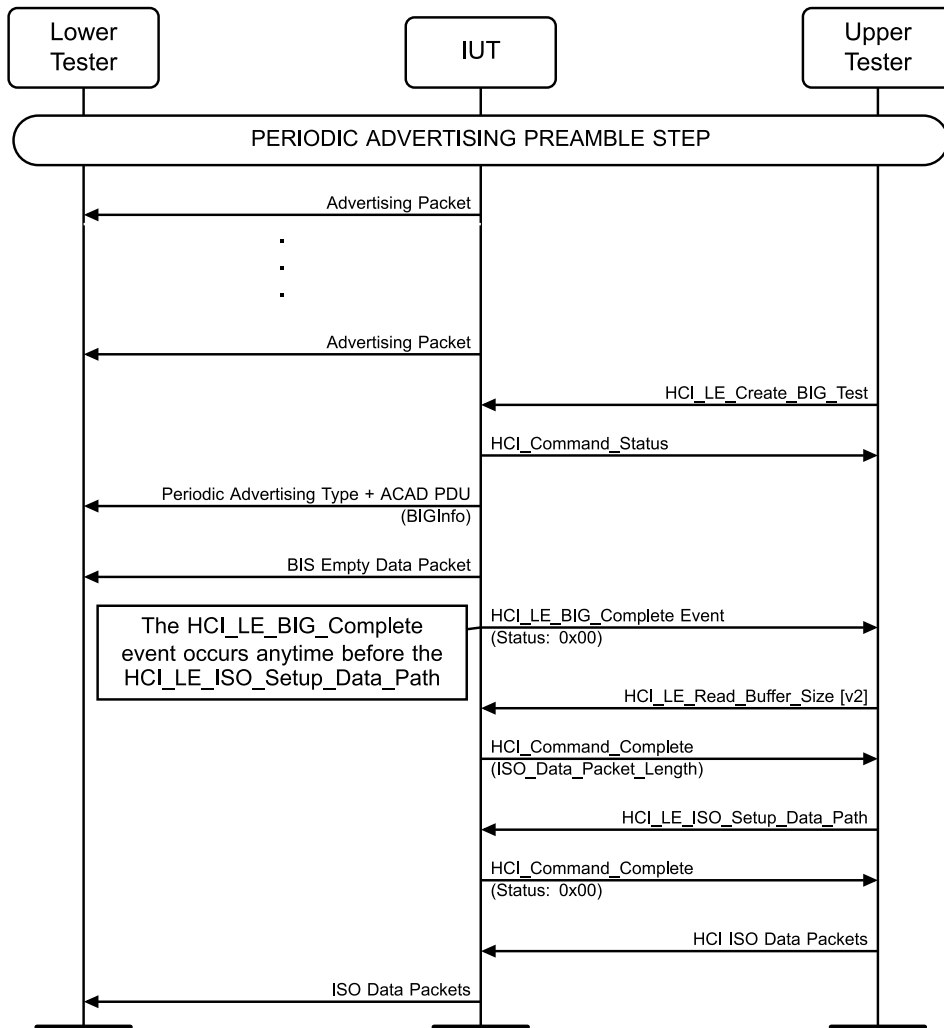 Lower
Tester
IUT
Upper
Tester
PERIODIC ADVERTISING PREAMBLE STEP
Advertising Packet
Advertising Packet
HCI_LE_Create_BIG_Test
HCI_Command_Status
Periodic Advertising Type + ACAD PDU
(BIGInfo)
BIS Empty Data Packet
The HCI_LE_BIG_Complete
event occurs anytime before the
HCI_LE_ISO_Setup_Data_Path
HCI_LE_BIG_Complete Event
(Status: 0x00)
HCI_LE_Read_Buffer_Size [v2]
HCI_Command_Complete
(ISO_Data_Packet_Length)
HCI_LE_ISO_Setup_Data_Path
HCI_Command_Complete
(Status: 0x00)
HCI ISO Data Packets
ISO Data Packets